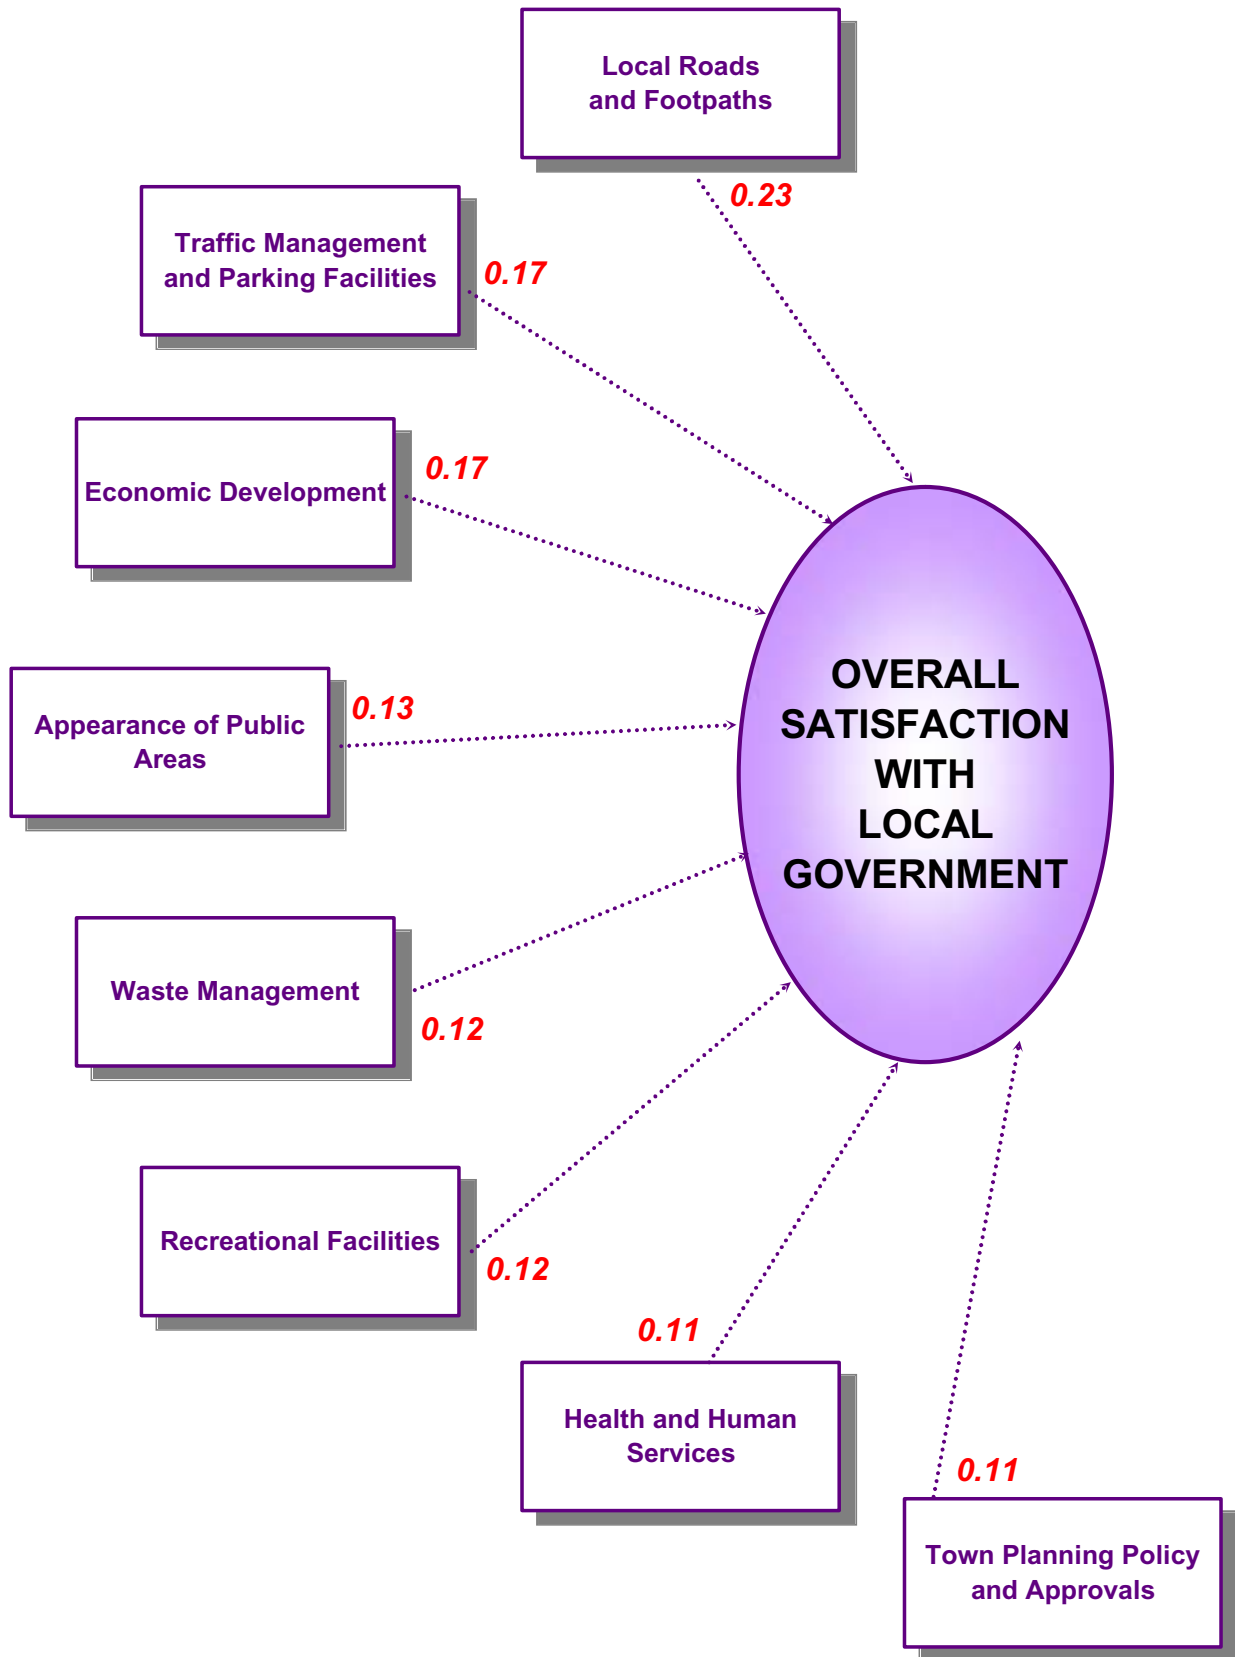 Local Roads
and Footpaths
0.23
Traffic Management
and Parking Facilities
0.17
Economic Development
0.17
Appearance of Public
Areas
0.13
OVERALL
SATISFACTION
WITH
LOCAL
GOVERNMENT
Waste Management
0.12
Recreational Facilities
0.12
0.11
Health and Human
Services
0.11
Town Planning Policy
and Approvals